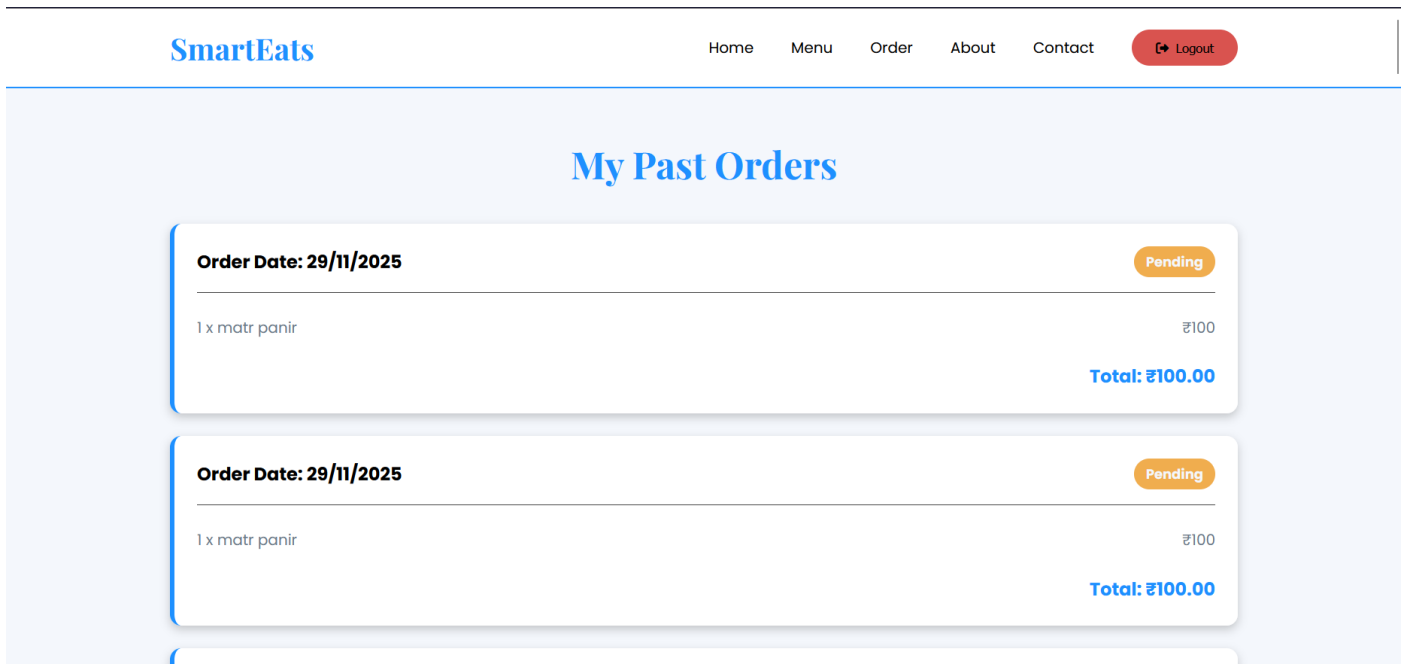 SmartEats Home Menu Order About Contact Logout
My Past Orders
Order Date: 29/11/2025 Pending
1 x matr panir ₹100
Total: ₹100.00
Order Date: 29/11/2025 Pending
1 x matr panir ₹100
Total: ₹100.00